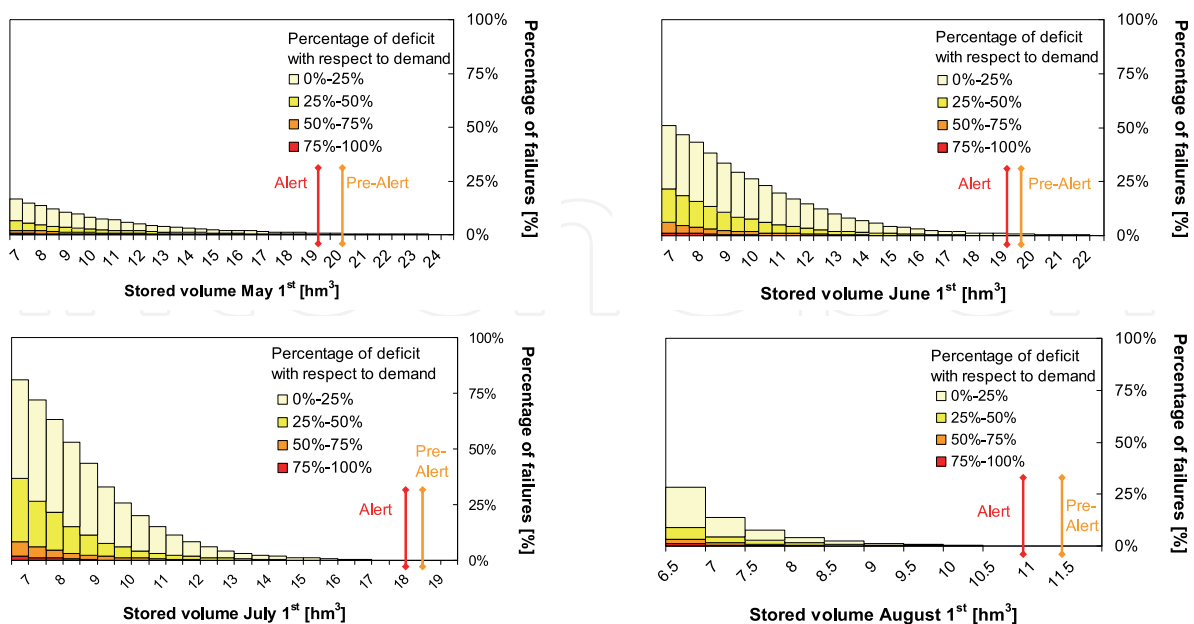 100%
75%
50%
25%
0%
Percentage of failures [%]
Percentage of deficit
with respect to demand
0%-25%
25%-50%
50%-75%
75%-100%
Alert
Pre-Alert
7 8 9 10 11 12 13 14 15 16 17 18 19 20 21 22 23 24
Stored volume May 1st [hm3]
100%
75%
50%
25%
0%
Percentage of failures [%]
Percentage of deficit
with respect to demand
0%-25%
25%-50%
50%-75%
75%-100%
Alert
Pre-Alert
7 8 9 10 11 12 13 14 15 16 17 18 19 20 21 22
Stored volume June 1st [hm3]
100%
75%
50%
25%
0%
Percentage of failures [%]
Percentage of deficit
with respect to demand
0%-25%
25%-50%
50%-75%
75%-100%
Alert
Pre-
Alert
7 8 9 10 11 12 13 14 15 16 17 18 19
Stored volume July 1st [hm3]
100%
75%
50%
25%
0%
Percentage of failures [%]
Percentage of deficit
with respect to demand
0%-25%
25%-50%
50%-75%
75%-100%
Alert
Pre-
Alert
6.5 7 7.5 8 8.5 9 9.5 10 10.5 11 11.5
Stored volume August 1st [hm3]